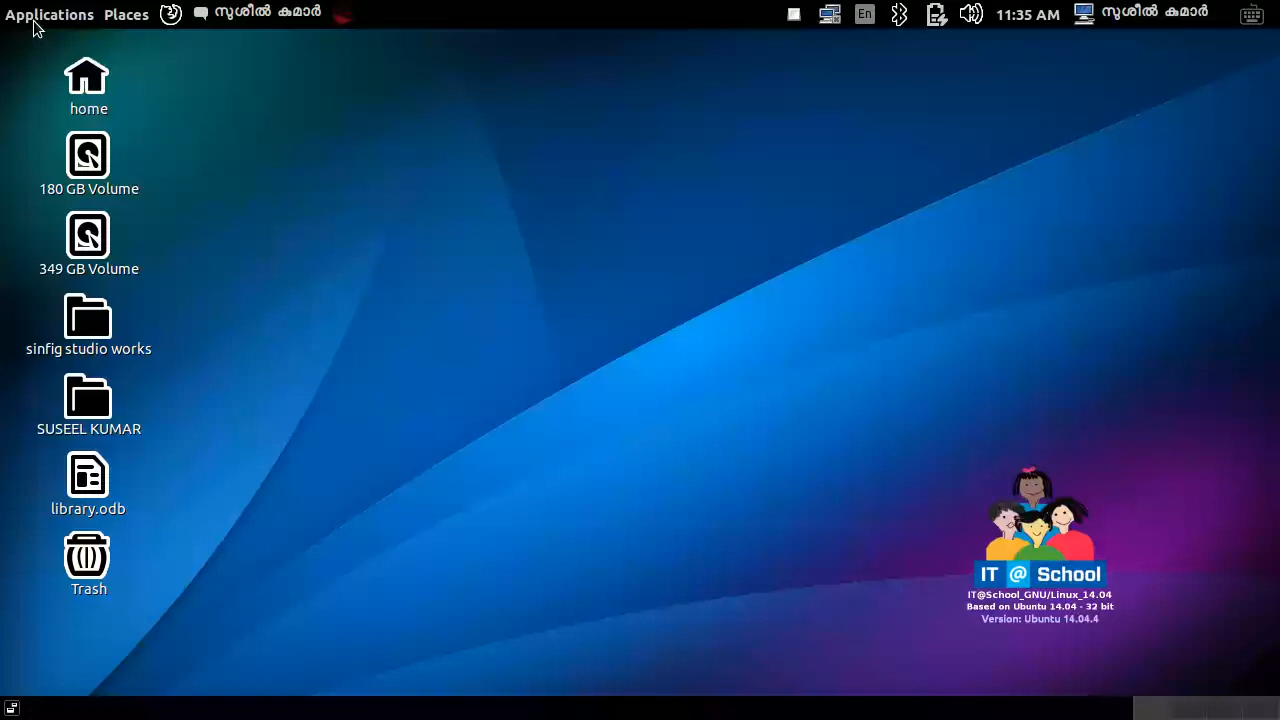 Applications Places സുശീൽ കുമാർ En 11:35 AM സുശീൽ കുമാർ
home
180 GB Volume
349 GB Volume
sinfig studio works
SUSEEL KUMAR
library.odb
Trash
IT @ School
IT@School_GNU/Linux_14.04
Based on Ubuntu 14.04 - 32 bit
Version: Ubuntu 14.04.4